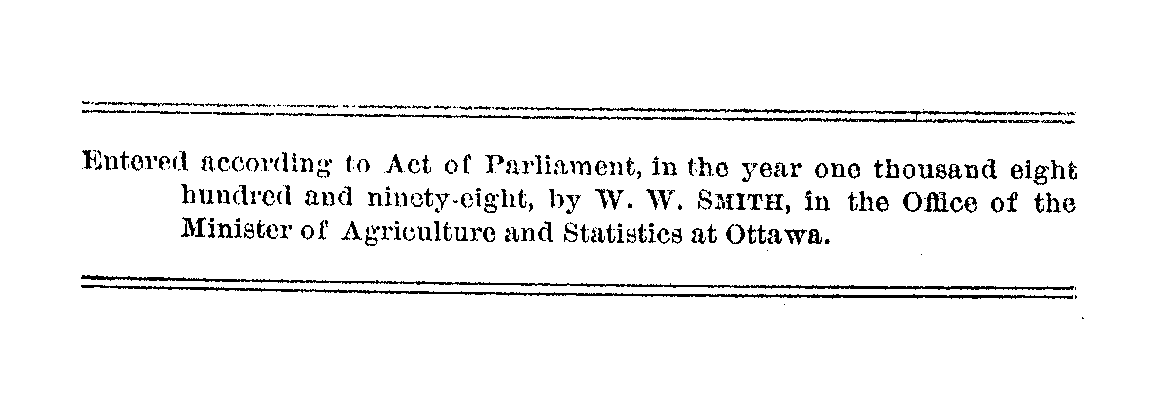 Entered according to Act of Parliament, in the year one thousand eight
hundred and ninety-eight, by W. W. SMITH, in the Office of the
Minister of Agriculture and Statistics at Ottawa.